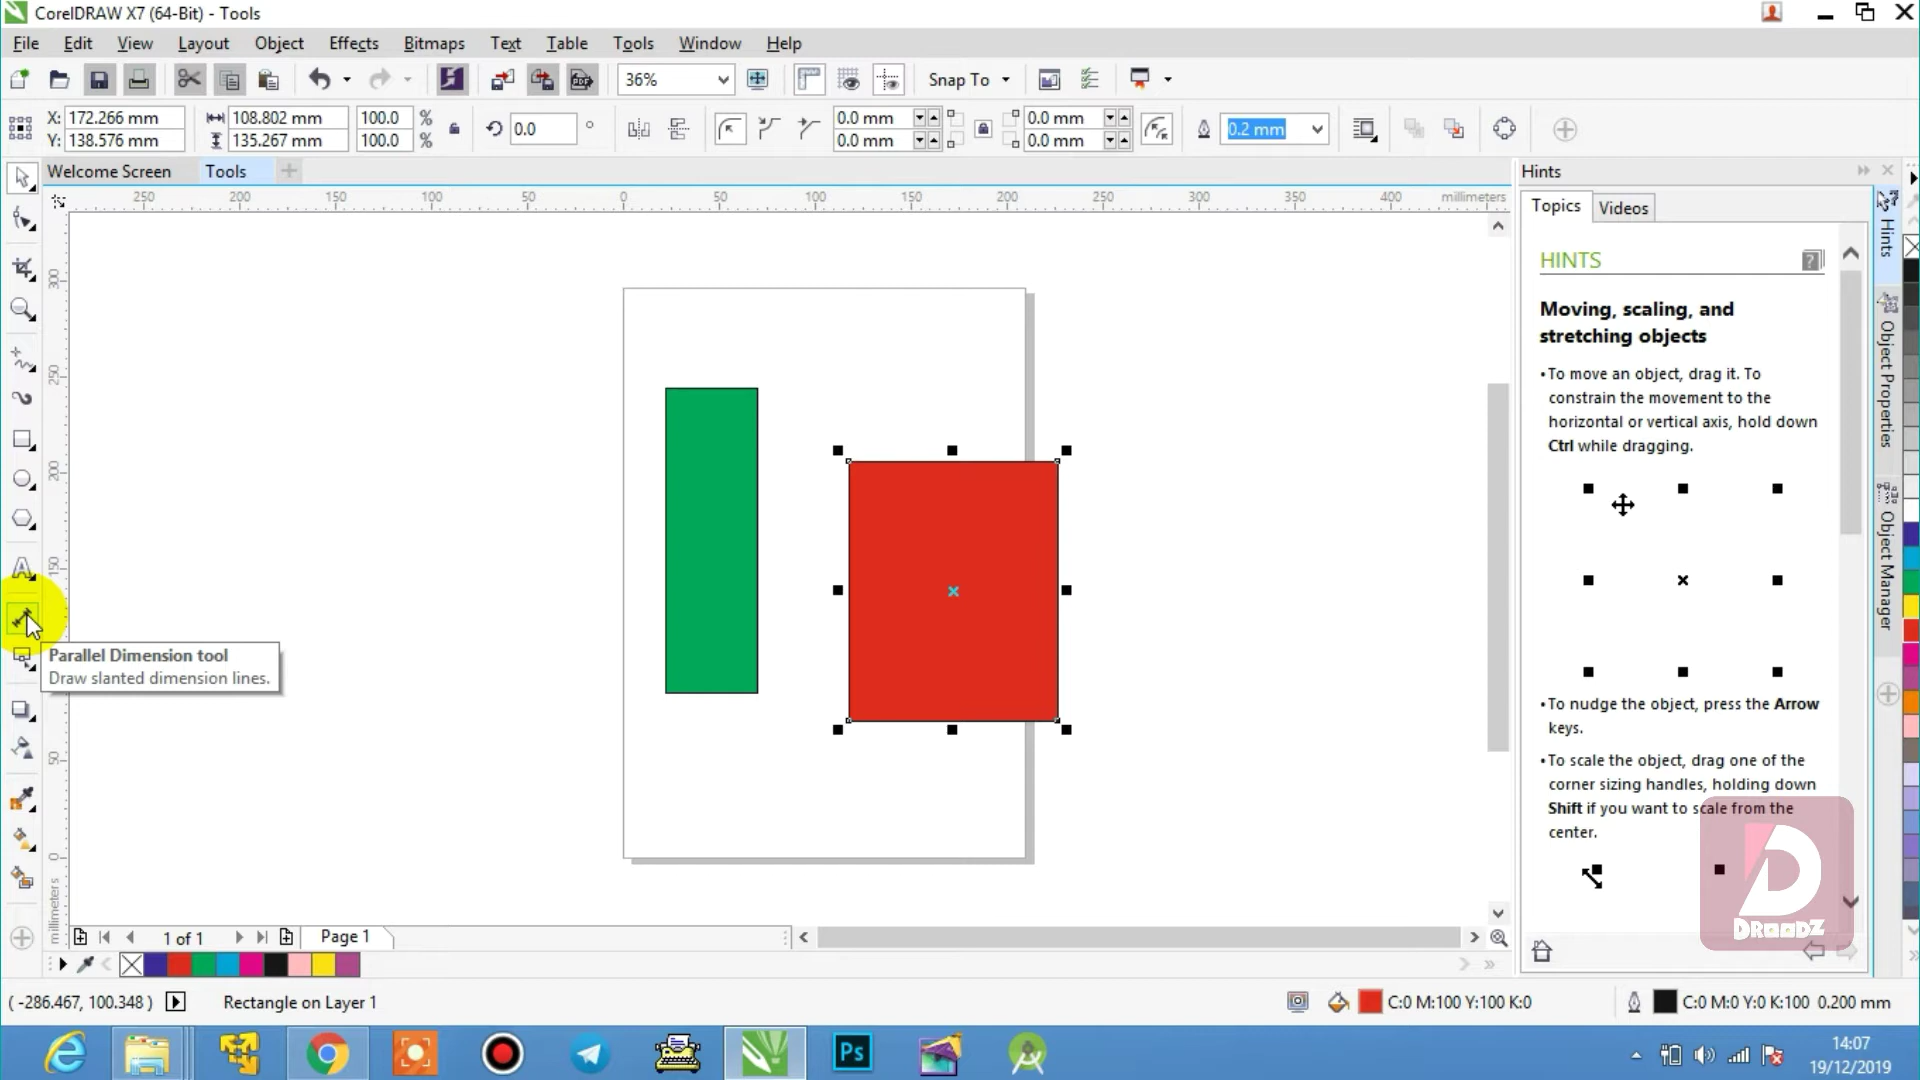 CorelDRAW X7 (64-Bit) - Tools
File Edit View Layout Object Effects Bitmaps Text Table Tools Window Help
36% Snap To
X: 172.266 mm 108.802 mm 100.0 % 0.0 ° 0.0 mm 0.0 mm 0.2 mm
Y: 138.576 mm 135.267 mm 100.0 % 0.0 mm 0.0 mm
Welcome Screen Tools
250 200 150 100 50 0 50 100 150 200 250 300 350 400 millimeters
300
250
200
150
50
0
millimeters
Parallel Dimension tool
Draw slanted dimension lines.
Hints
Topics Videos
HINTS
Moving, scaling, and
stretching objects
•To move an object, drag it. To
constrain the movement to the
horizontal or vertical axis, hold down
Ctrl while dragging.
•To nudge the object, press the Arrow
keys.
•To scale the object, drag one of the
corner sizing handles, holding down
Shift if you want to scale from the
center.
Hints
Object Properties
Object Manager
DRaaDZ
1 of 1 Page 1
( -286.467, 100.348 ) Rectangle on Layer 1 C:0 M:100 Y:100 K:0 C:0 M:0 Y:0 K:100 0.200 mm
Ps
14:07
19/12/2019